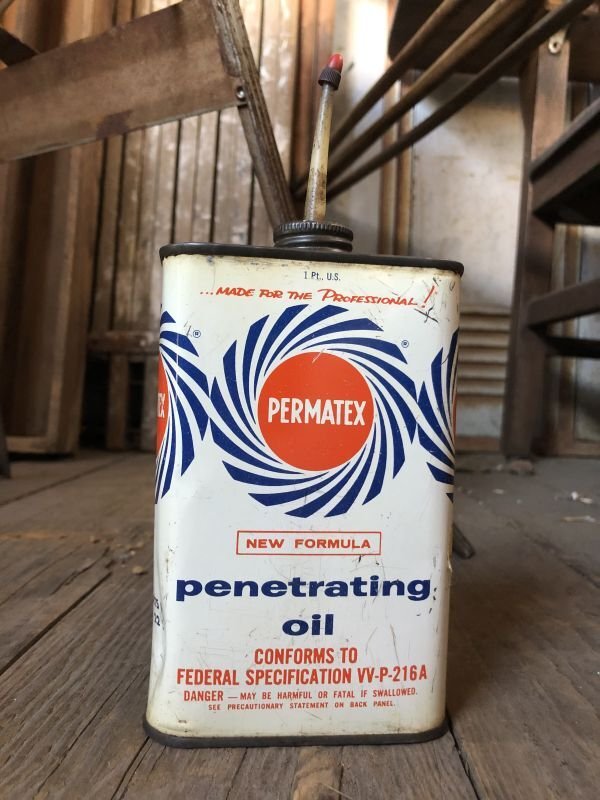 1 PT., U.S.
...MADE FOR THE PROFESSIONAL!
®
®
PERMATEX
EX
NEW FORMULA
penetrating
oil
CONFORMS TO
FEDERAL SPECIFICATION VV-P-216A
DANGER — MAY BE HARMFUL OR FATAL IF SWALLOWED.
SEE PRECAUTIONARY STATEMENT ON BACK PANEL.